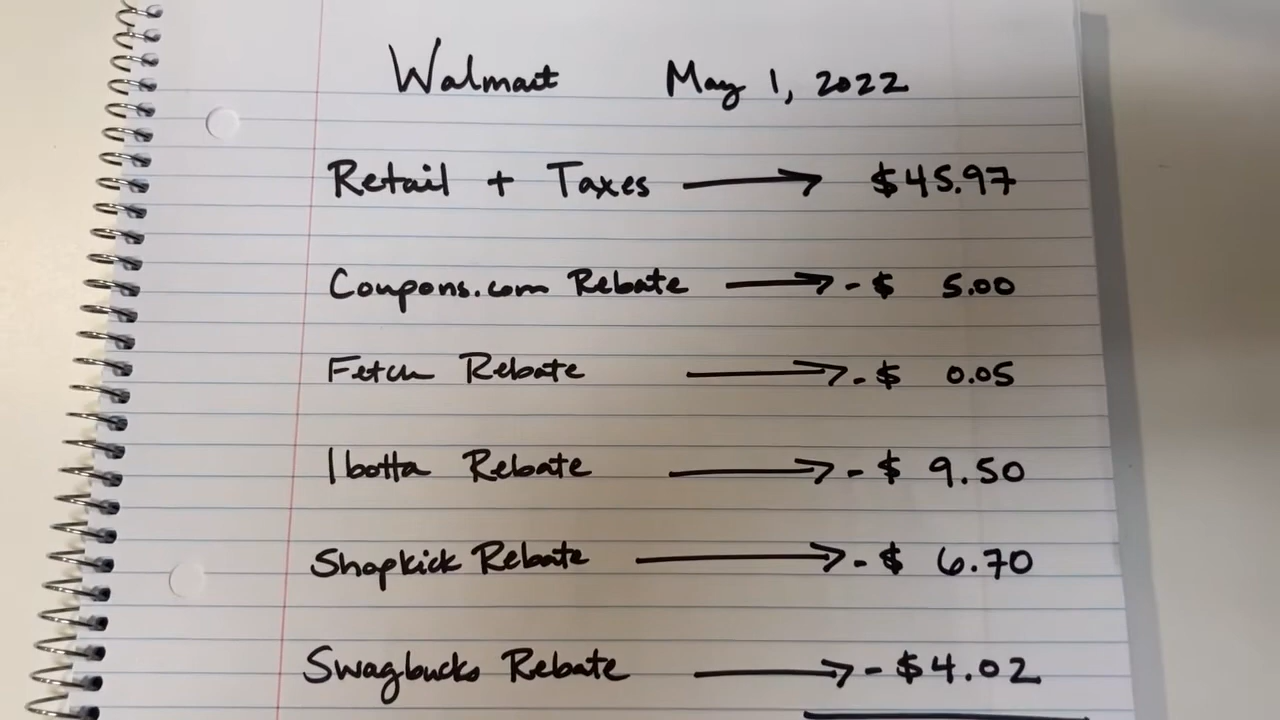 Walmart May 1, 2022
Retail + Taxes → $45.97
Coupons.com Rebate → - $ 5.00
Fetch Rebate → - $ 0.05
Ibotta Rebate → - $ 9.50
Shopkick Rebate → - $ 6.70
Swagbucks Rebate → - $4.02